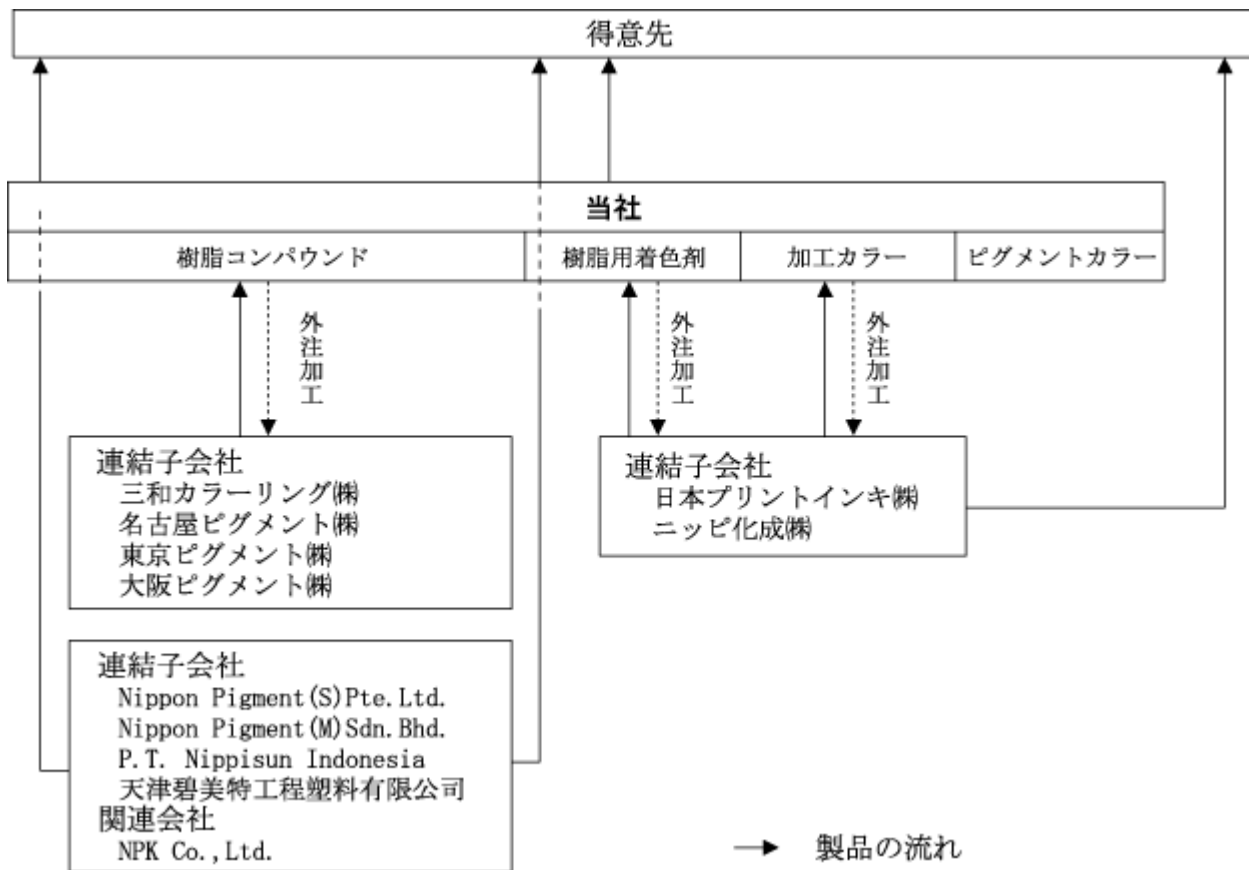 得意先
当社
樹脂コンパウンド
樹脂用着色剤
加工カラー
ピグメントカラー
外注加工
外注加工
外注加工
連結子会社
三和カラーリング㈱
名古屋ピグメント㈱
東京ピグメント㈱
大阪ピグメント㈱
連結子会社
日本プリントインキ㈱
ニッピ化成㈱
連結子会社
Nippon Pigment(S)Pte.Ltd.
Nippon Pigment(M)Sdn.Bhd.
P.T. Nippisun Indonesia
天津碧美特工程塑料有限公司
関連会社
NPK Co.,Ltd.
製品の流れ